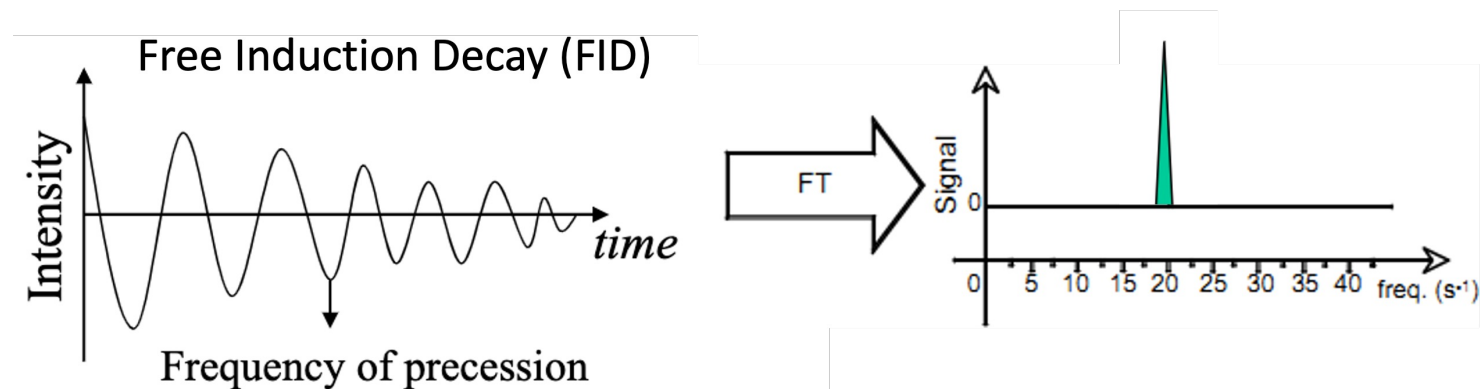 Free Induction Decay (FID)
Intensity
time
Frequency of precession
FT
Signal
0
0 5 10 15 20 25 30 35 40 freq. (s-1)